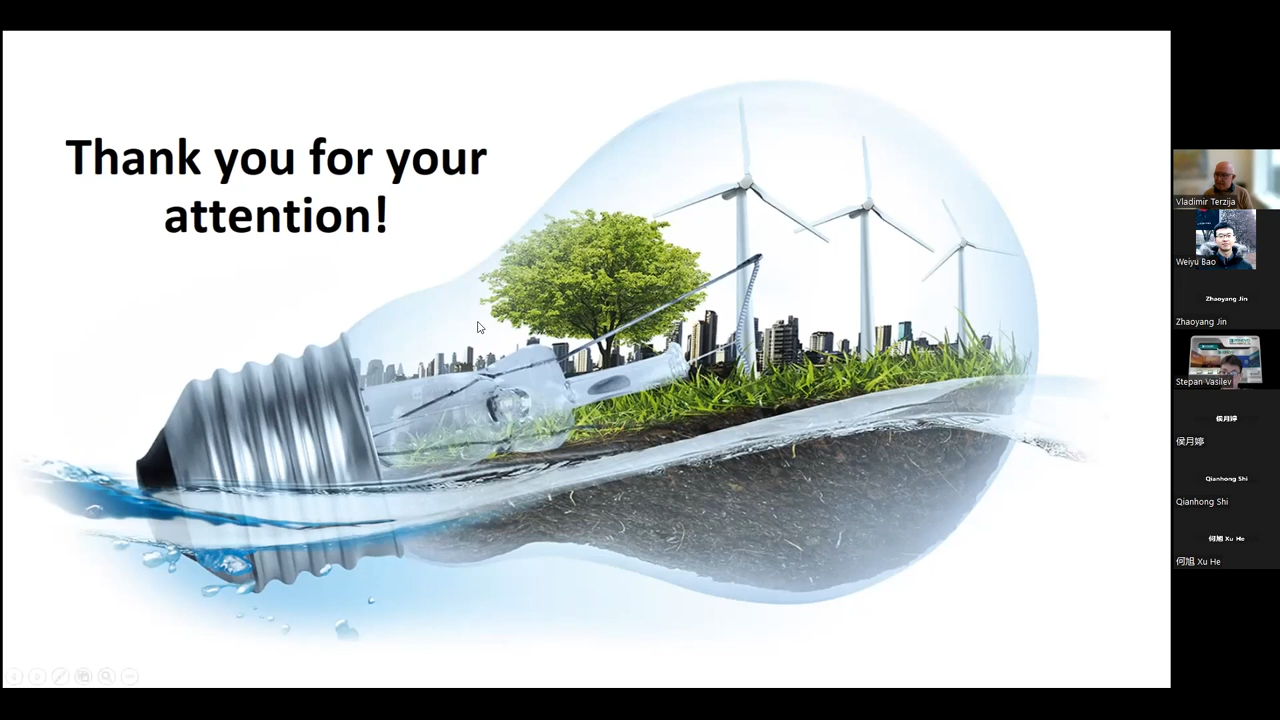 Thank you for your
attention!
Vladimir Terzija
Weiyu Bao
Zhaoyang Jin
Zhaoyang Jin
Stepan Vasilev
侯月婷
侯月婷
Qianhong Shi
Qianhong Shi
何旭 Xu He
何旭 Xu He